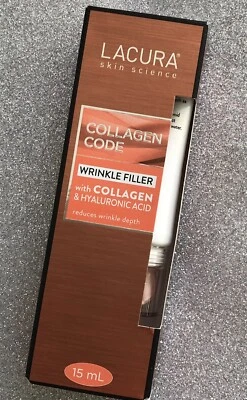 LACURA®
skin science
COLLAGEN
CODE
WRINKLE FILLER
with COLLAGEN
& HYALURONIC ACID
reduces wrinkle depth
15 mL